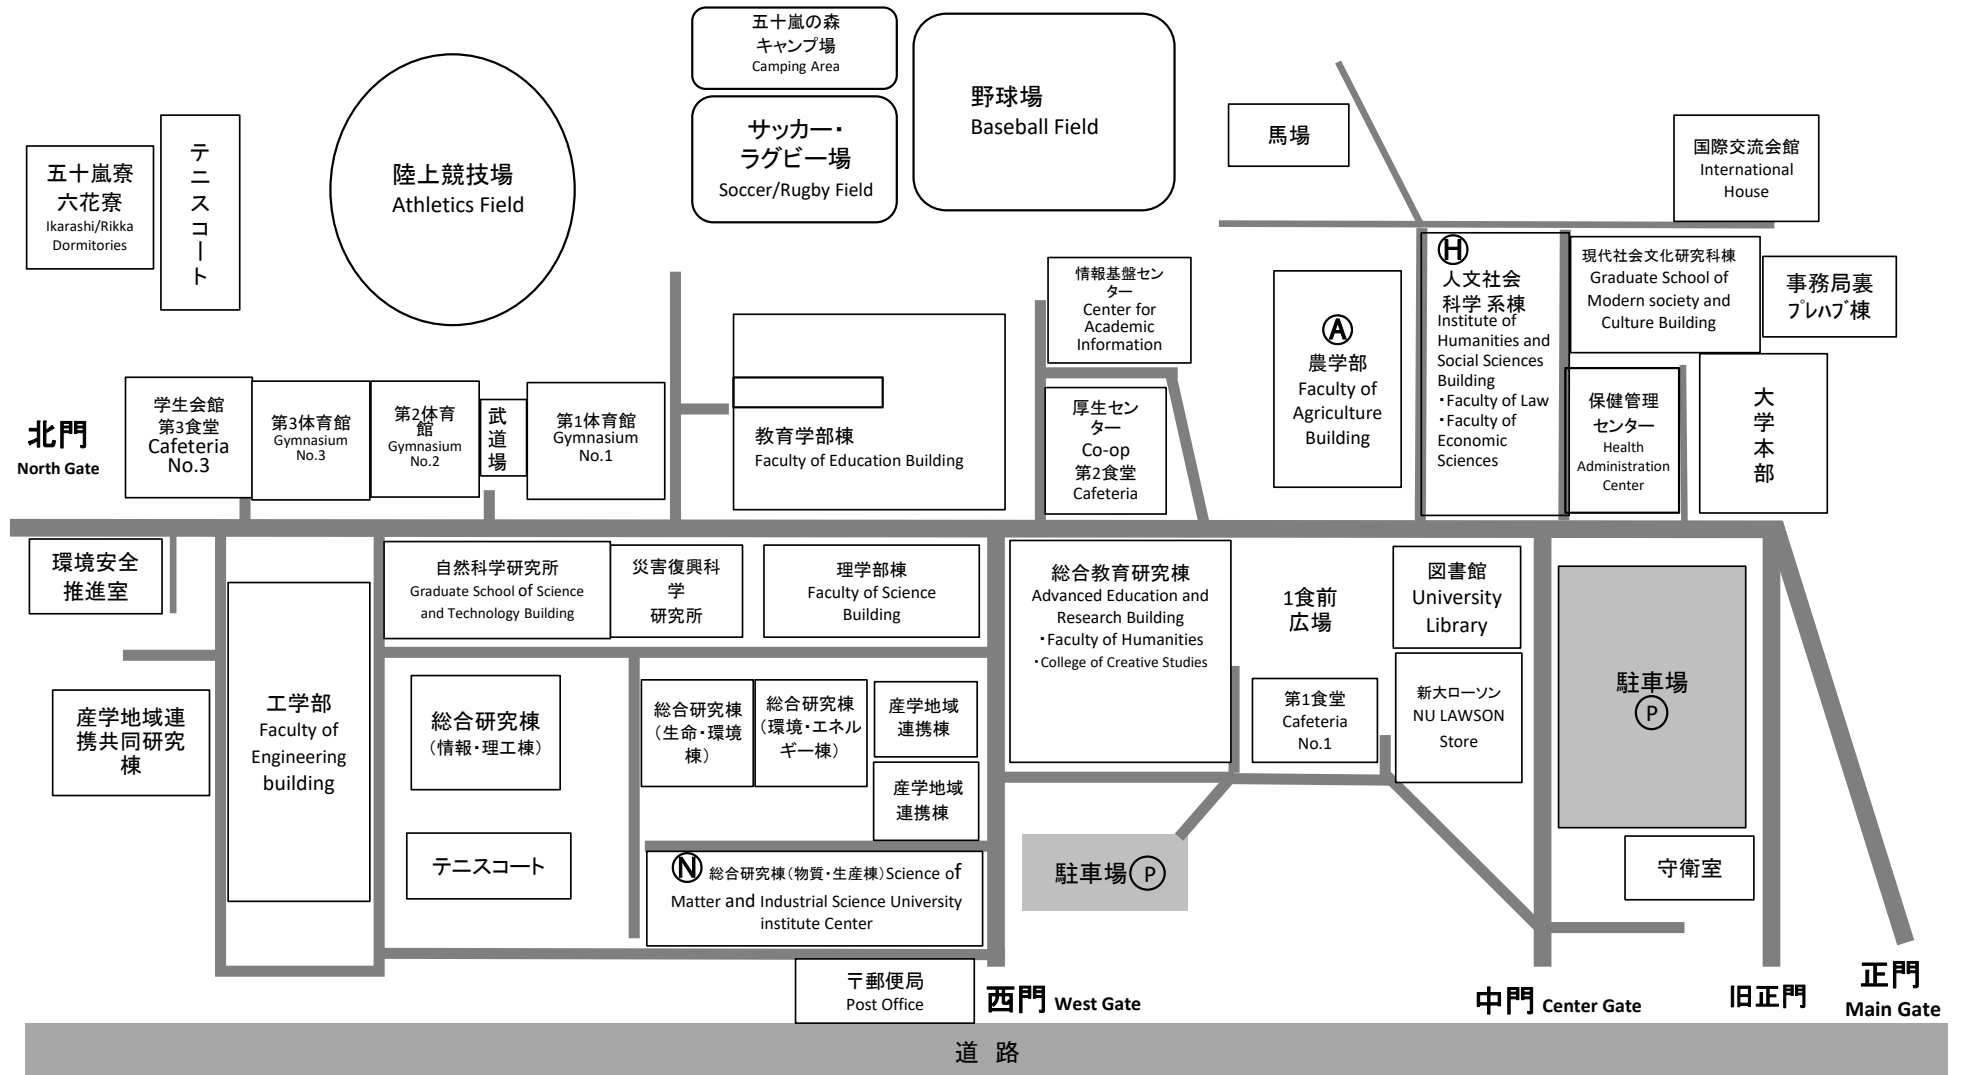 五十嵐の森
キャンプ場
Camping Area
サッカー・
ラグビー場
Soccer/Rugby Field
野球場
Baseball Field
馬場
国際交流会館
International
House
五十嵐寮
六花寮
Ikarashi/Rikka
Dormitories
テニスコート
陸上競技場
Athletics Field
情報基盤セン
ター
Center for
Academic
Information
Ⓐ
農学部
Faculty of
Agriculture
Building
Ⓗ
人文社会
科学 系棟
Institute of
Humanities and
Social Sciences
Building
・Faculty of Law
・Faculty of
Economic
Sciences
現代社会文化研究科棟
Graduate School of
Modern society and
Culture Building
事務局裏
プレハブ棟
北門
North Gate
学生会館
第3食堂
Cafeteria
No.3
第3体育館
Gymnasium
No.3
第2体育
館
Gymnasium
No.2
武道場
第1体育館
Gymnasium
No.1
教育学部棟
Faculty of Education Building
厚生セン
ター
Co-op
第2食堂
Cafeteria
保健管理
センター
Health
Administration
Center
大学本部
環境安全
推進室
自然科学研究所
Graduate School of Science
and Technology Building
災害復興科
学
研究所
理学部棟
Faculty of Science
Building
総合教育研究棟
Advanced Education and
Research Building
・Faculty of Humanities
・College of Creative Studies
1食前
広場
図書館
University
Library
駐車場
Ⓟ
産学地域連
携共同研究
棟
工学部
Faculty of
Engineering
building
総合研究棟
（情報・理工棟）
総合研究棟
（生命・環境
棟）
総合研究棟
（環境・エネル
ギー棟）
産学地域
連携棟
産学地域
連携棟
第1食堂
Cafeteria
No.1
新大ローソン
NU LAWSON
Store
テニスコート
Ⓝ 総合研究棟（物質・生産棟）Science of
Matter and Industrial Science University
institute Center
駐車場Ⓟ
守衛室
〒郵便局
Post Office
西門 West Gate
中門 Center Gate
旧正門
正門
Main Gate
道 路